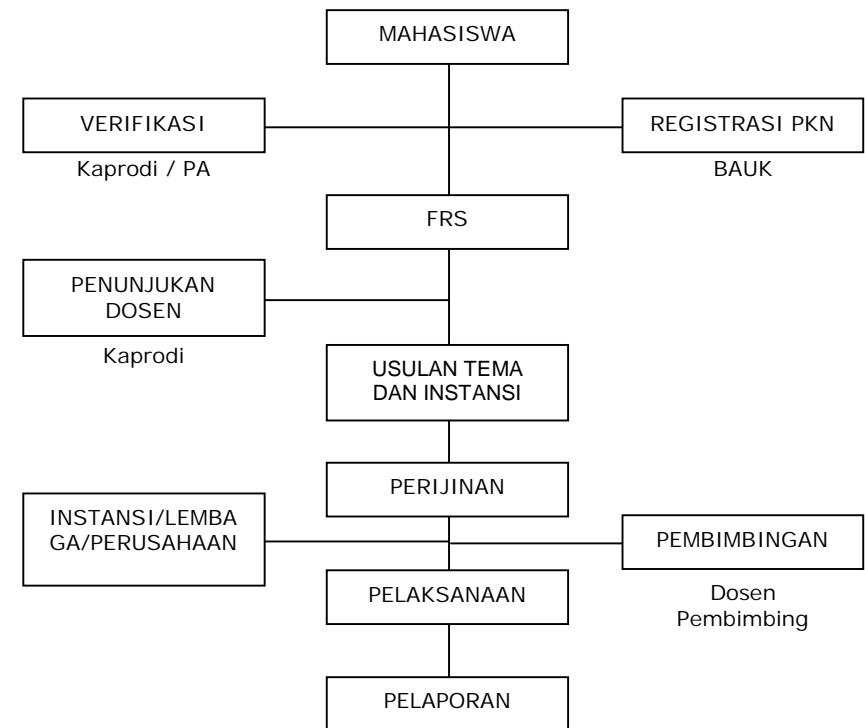 MAHASISWA
VERIFIKASI
Kaprodi / PA
REGISTRASI PKN
BAUK
FRS
PENUNJUKAN
DOSEN
Kaprodi
USULAN TEMA
DAN INSTANSI
PERIJINAN
INSTANSI/LEMBA
GA/PERUSAHAAN
PEMBIMBINGAN
Dosen
Pembimbing
PELAKSANAAN
PELAPORAN